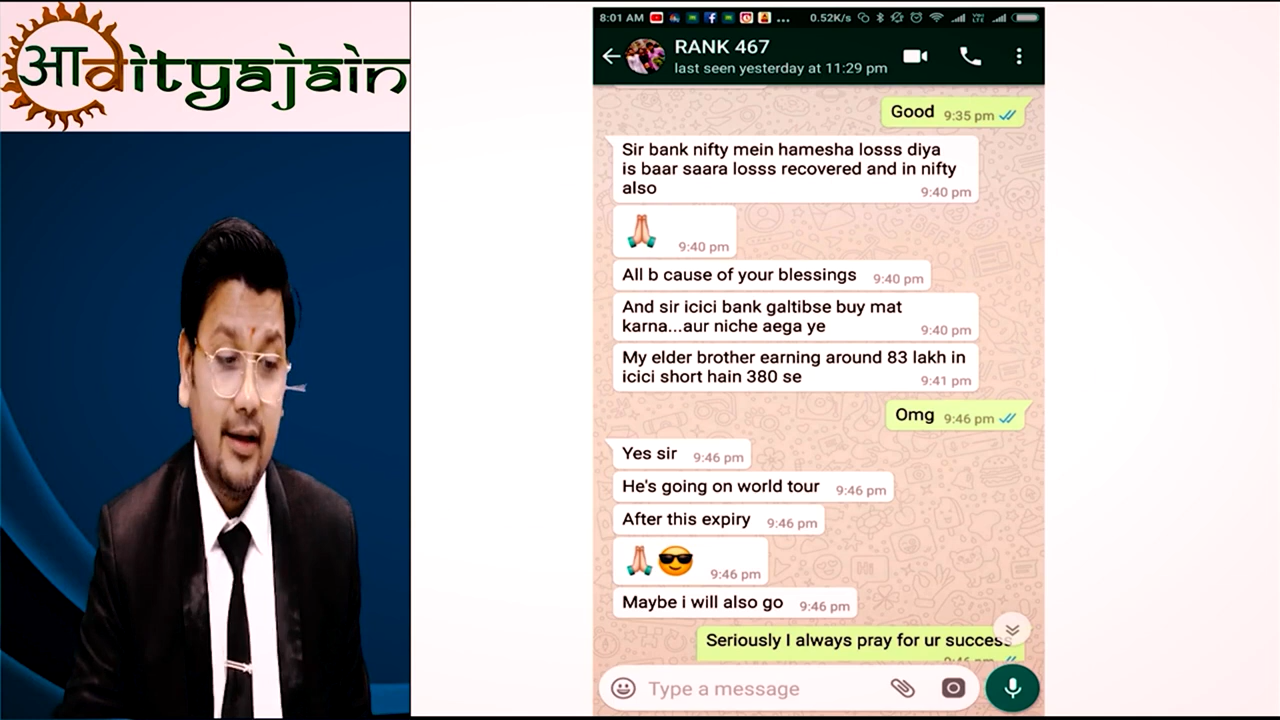 आdityajain
8:01 AM ... 0.52K/s
RANK 467
last seen yesterday at 11:29 pm
Good 9:35 pm
Sir bank nifty mein hamesha losss diya
is baar saara losss recovered and in nifty
also 9:40 pm
🙏 9:40 pm
All b cause of your blessings 9:40 pm
And sir icici bank galtibse buy mat
karna...aur niche aega ye 9:40 pm
My elder brother earning around 83 lakh in
icici short hain 380 se 9:41 pm
Omg 9:46 pm
Yes sir 9:46 pm
He's going on world tour 9:46 pm
After this expiry 9:46 pm
🙏😎 9:46 pm
Maybe i will also go 9:46 pm
Seriously I always pray for ur success
Type a message